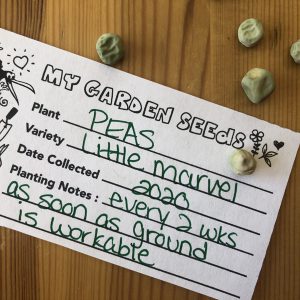 MY GARDEN SEEDS
Plant PEAS
Variety Little marvel
Date Collected 2020
Planting Notes : every 2 wks
as soon as ground
is workable